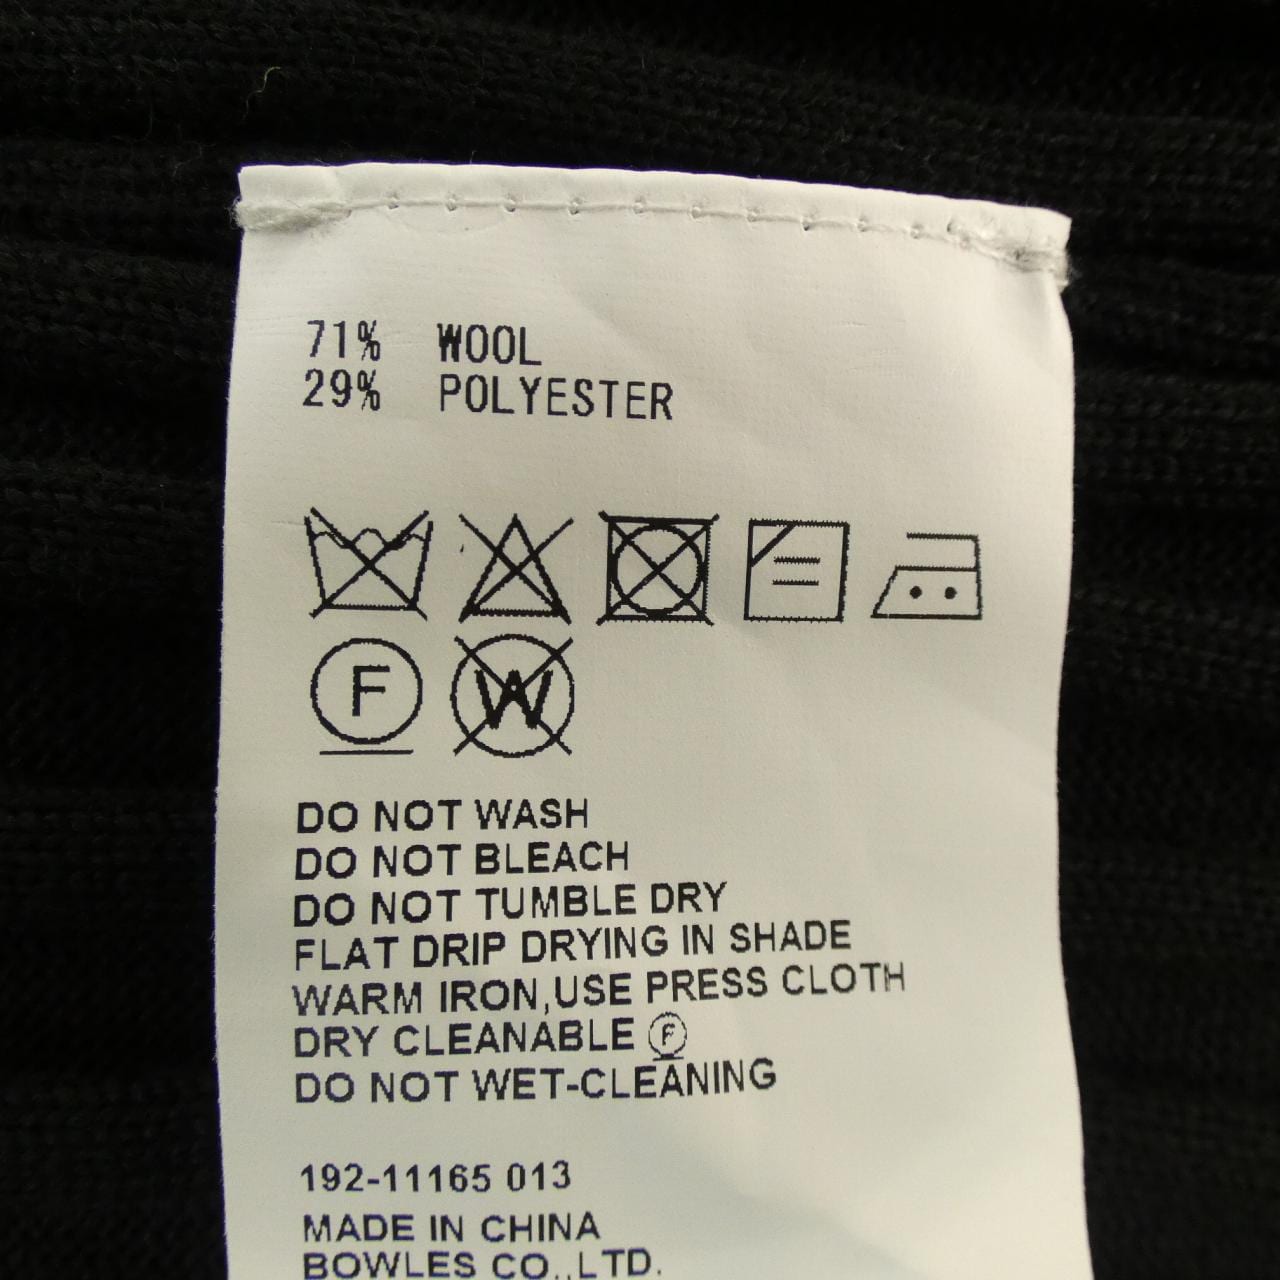 71% WOOL
29% POLYESTER
F W
DO NOT WASH
DO NOT BLEACH
DO NOT TUMBLE DRY
FLAT DRIP DRYING IN SHADE
WARM IRON,USE PRESS CLOTH
DRY CLEANABLE Ⓕ
DO NOT WET-CLEANING
192-11165 013
MADE IN CHINA
BOWLES CO.,LTD.